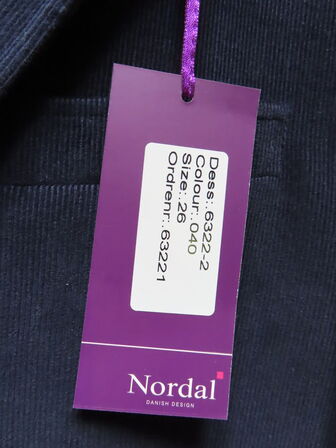 Dess:.6322-2
Colour:.040
Size:.26
Ordrenr:.63221
Nordal
DANISH DESIGN